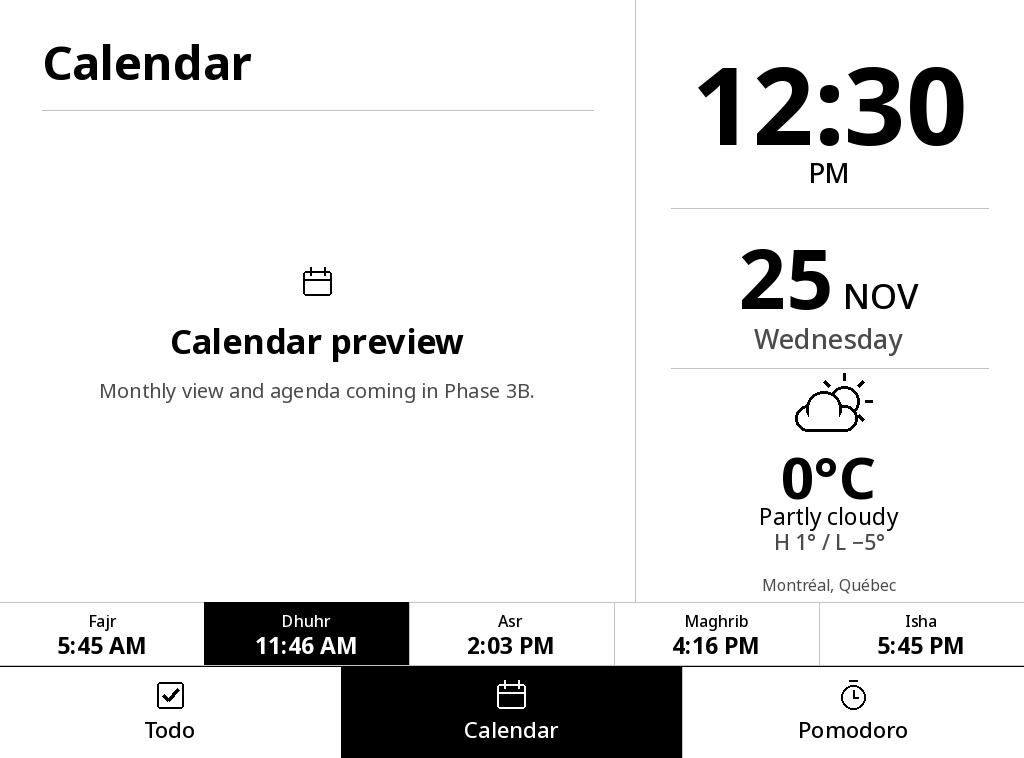 Calendar
Calendar preview
Monthly view and agenda coming in Phase 3B.
12:30
PM
25 NOV
Wednesday
0°C
Partly cloudy
H 1° / L −5°
Montréal, Québec
Fajr
5:45 AM
Dhuhr
11:46 AM
Asr
2:03 PM
Maghrib
4:16 PM
Isha
5:45 PM
Todo
Calendar
Pomodoro